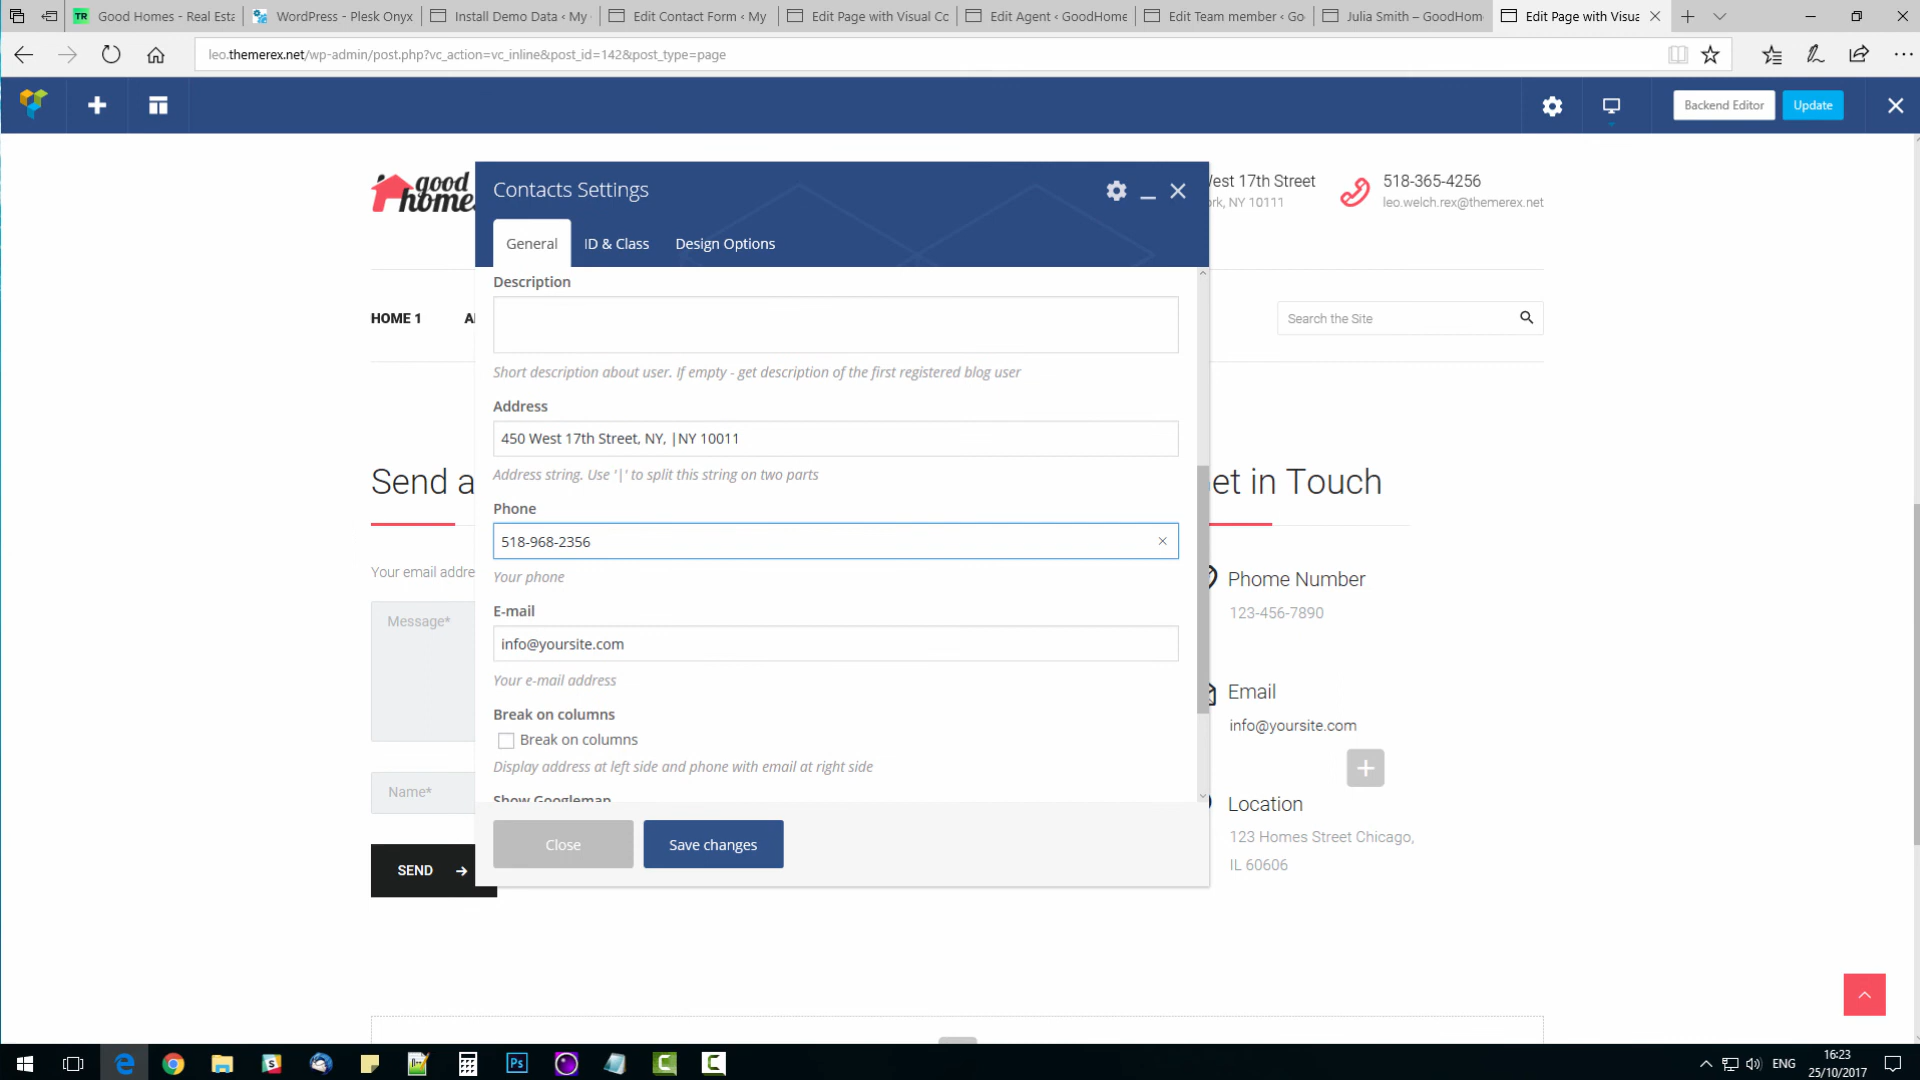 Good Homes - Real Esta
WordPress - Plesk Onyx
Install Demo Data ‹ My
Edit Contact Form ‹ My
Edit Page with Visual Cc
Edit Agent ‹ GoodHome
Edit Team member ‹ Go
Julia Smith – GoodHom
Edit Page with Visua
leo.themerex.net/wp-admin/post.php?vc_action=vc_inline&post_id=142&post_type=page
Backend Editor
Update
good
home
Contacts Settings
General
ID & Class
Design Options
West 17th Street
ork, NY 10111
518-365-4256
leo.welch.rex@themerex.net
HOME 1
Search the Site
Description
Short description about user. If empty - get description of the first registered blog user
Address
450 West 17th Street, NY, |NY 10011
Address string. Use '|' to split this string on two parts
Phone
518-968-2356
Your phone
E-mail
info@yoursite.com
Your e-mail address
Break on columns
Break on columns
Display address at left side and phone with email at right side
Show Googlemap
Close
Save changes
Send a
Your email addre
Message*
Name*
SEND
et in Touch
Phome Number
123-456-7890
Email
info@yoursite.com
Location
123 Homes Street Chicago,
IL 60606
ENG
16:23
25/10/2017